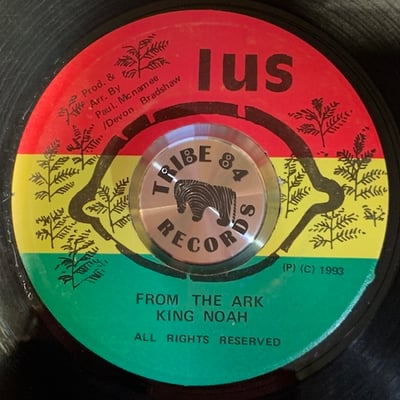 Prod. &
Arr. By
Paul. Mcnamee
/Devon. Bradshaw
lus
TRIBE 84
RECORDS
(P) (C) 1993
FROM THE ARK
KING NOAH
ALL RIGHTS RESERVED